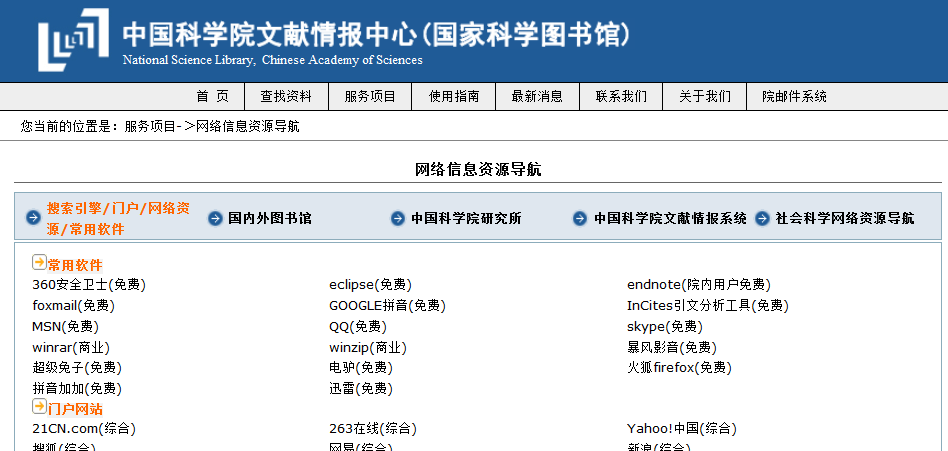 中国科学院文献情报中心(国家科学图书馆)
National Science Library, Chinese Academy of Sciences
首 页 查找资料 服务项目 使用指南 最新消息 联系我们 关于我们 院邮件系统
您当前的位置是：服务项目->网络信息资源导航
网络信息资源导航
搜索引擎/门户/网络资源/常用软件 国内外图书馆 中国科学院研究所 中国科学院文献情报系统 社会科学网络资源导航
常用软件
360安全卫士(免费) eclipse(免费) endnote(院内用户免费)
foxmail(免费) GOOGLE拼音(免费) InCites引文分析工具(免费)
MSN(免费) QQ(免费) skype(免费)
winrar(商业) winzip(商业) 暴风影音(免费)
超级兔子(免费) 电驴(免费) 火狐firefox(免费)
拼音加加(免费) 迅雷(免费)
门户网站
21CN.com(综合) 263在线(综合) Yahoo!中国(综合)
搜狐(综合) 网易(综合) 新浪(综合)